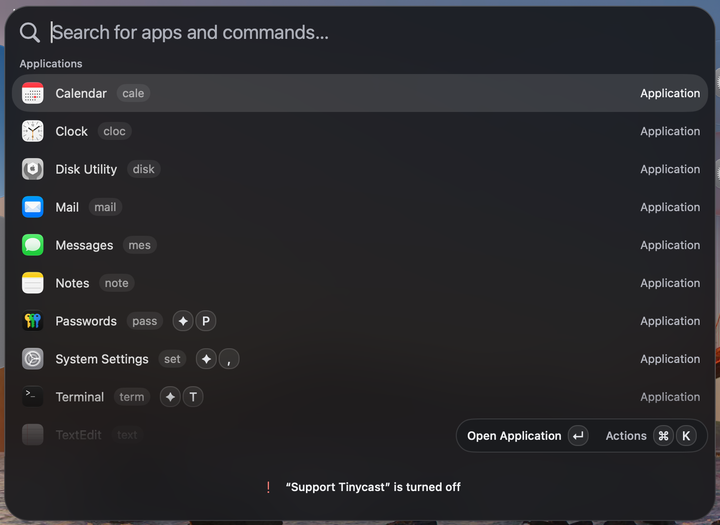 Search for apps and commands...
Applications
Calendar cale Application
Clock cloc Application
Disk Utility disk Application
Mail mail Application
Messages mes Application
Notes note Application
Passwords pass ✦ P Application
System Settings set ✦ , Application
Terminal term ✦ T Application
TextEdit text
Open Application ↵ Actions ⌘ K
! “Support Tinycast” is turned off